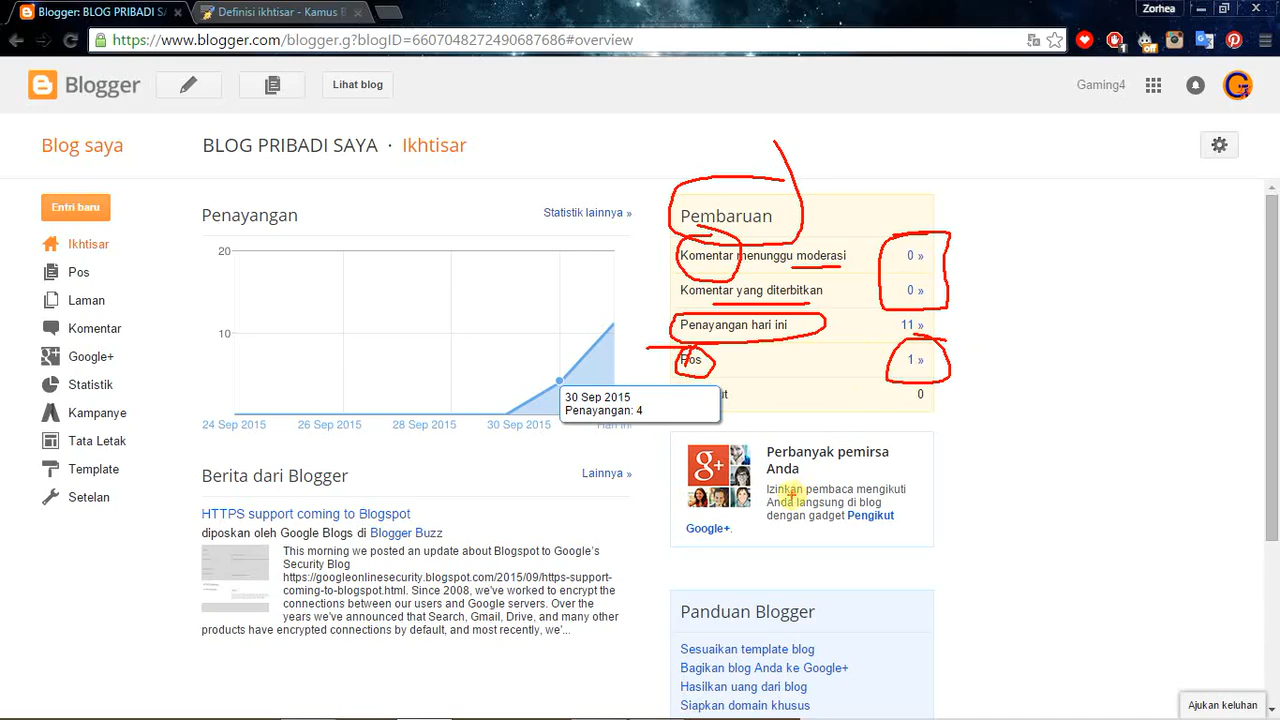 Blogger: BLOG PRIBADI SA
Definisi ikhtisar - Kamus B
Zorhea
https://www.blogger.com/blogger.g?blogID=6607048272490687686#overview
1
off
Blogger
Lihat blog
Gaming4
Blog saya
BLOG PRIBADI SAYA · Ikhtisar
Entri baru
Ikhtisar
Pos
Laman
Komentar
Google+
Statistik
Kampanye
Tata Letak
Template
Setelan
Penayangan
Statistik lainnya »
20
10
24 Sep 2015
26 Sep 2015
28 Sep 2015
30 Sep 2015
30 Sep 2015
Penayangan: 4
Berita dari Blogger
Lainnya »
HTTPS support coming to Blogspot
diposkan oleh Google Blogs di Blogger Buzz
This morning we posted an update about Blogspot to Google's
Security Blog
https://googleonlinesecurity.blogspot.com/2015/09/https-support-
coming-to-blogspot.html. Since 2008, we've worked to encrypt the
connections between our users and Google servers. Over the
years we've announced that Search, Gmail, Drive, and many other
products have encrypted connections by default, and most recently, we'...
Pembaruan
Komentar menunggu moderasi 0 »
Komentar yang diterbitkan 0 »
Penayangan hari ini 11 »
Pos 1 »
0
g+
Perbanyak pemirsa
Anda
Izinkan pembaca mengikuti
Anda langsung di blog
dengan gadget Pengikut
Google+.
Panduan Blogger
Sesuaikan template blog
Bagikan blog Anda ke Google+
Hasilkan uang dari blog
Siapkan domain khusus
Ajukan keluhan